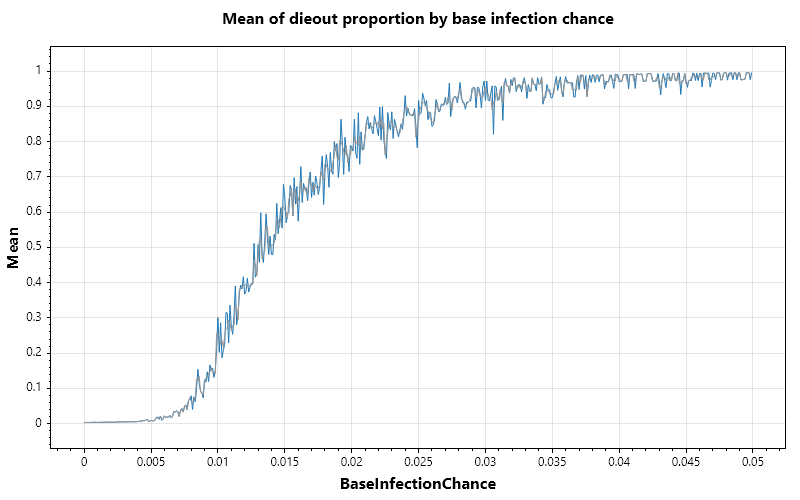 Mean of dieout proportion by base infection chance
Mean
1
0.9
0.8
0.7
0.6
0.5
0.4
0.3
0.2
0.1
0
0 0.005 0.01 0.015 0.02 0.025 0.03 0.035 0.04 0.045 0.05
BaseInfectionChance